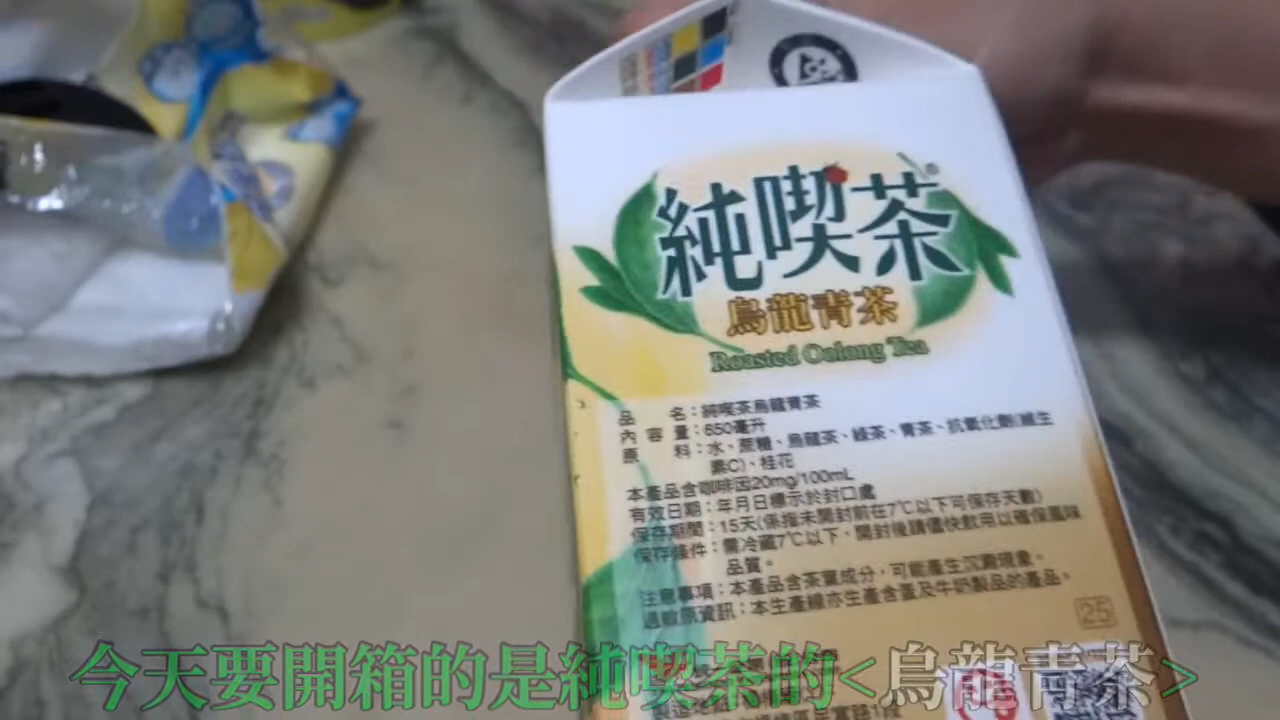 純喫茶
烏龍青茶
Roasted Oolong Tea
品名：純喫茶烏龍青茶
內容量：650毫升
原料：水、蔗糖、烏龍茶、綠茶、青茶、抗氧化劑(維生
素C)、桂花
本產品含咖啡因20mg/100mL
有效日期：年月日標示於封口處
保存期間：15天(係指未開封前在7℃以下可保存天數)
保存條件：需冷藏7℃以下，開封後請儘快飲用以確保風味
品質。
注意事項：本產品含茶葉成分，可能產生沉澱現象。
過敏原資訊：本生產線亦生產含蛋及牛奶製品的產品。
25
今天要開箱的是純喫茶的<烏龍青茶>